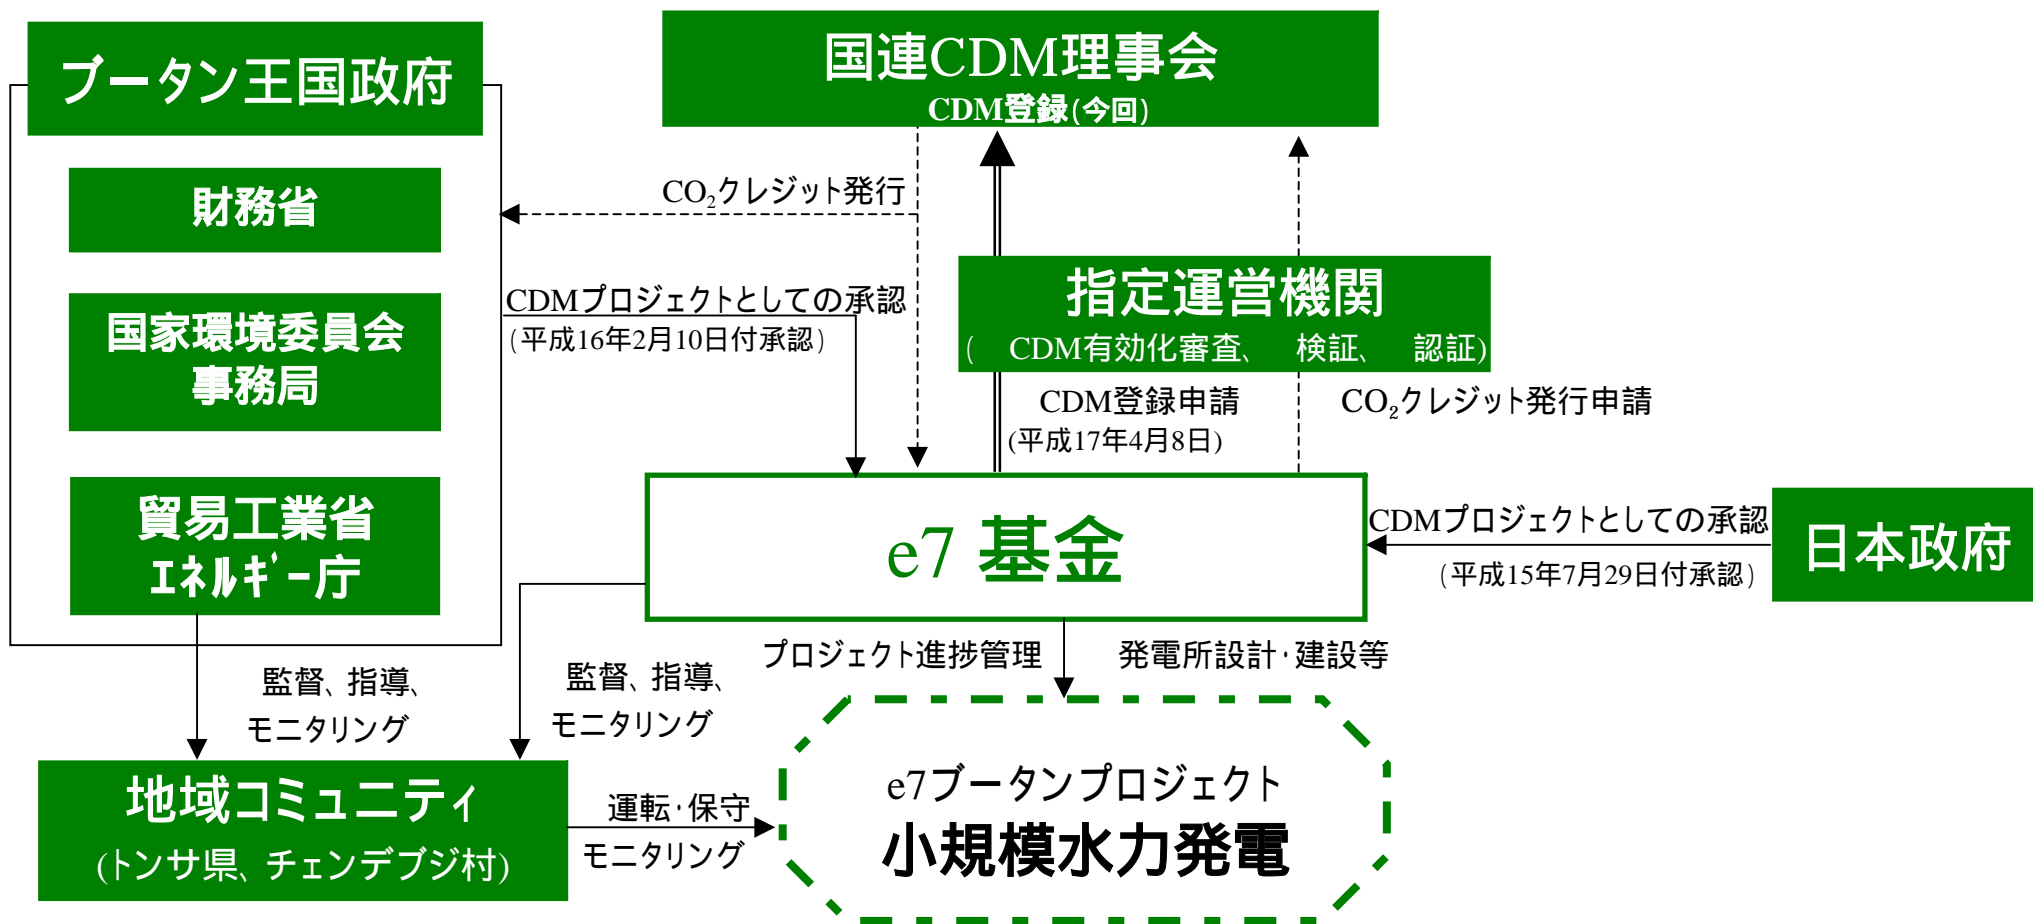 ブータン王国政府
財務省
国家環境委員会
事務局
貿易工業省
エネルギー庁
国連CDM理事会
CDM登録(今回)
CO₂クレジット発行
CDMプロジェクトとしての承認
(平成16年2月10日付承認)
指定運営機関
( CDM有効化審査、 検証、 認証)
CDM登録申請
(平成17年4月8日)
CO₂クレジット発行申請
e7 基金
CDMプロジェクトとしての承認
(平成15年7月29日付承認)
日本政府
監督、指導、
モニタリング
監督、指導、
モニタリング
プロジェクト進捗管理
発電所設計・建設等
地域コミュニティ
(トンサ県、チェンデブジ村)
運転・保守
モニタリング
e7ブータンプロジェクト
小規模水力発電